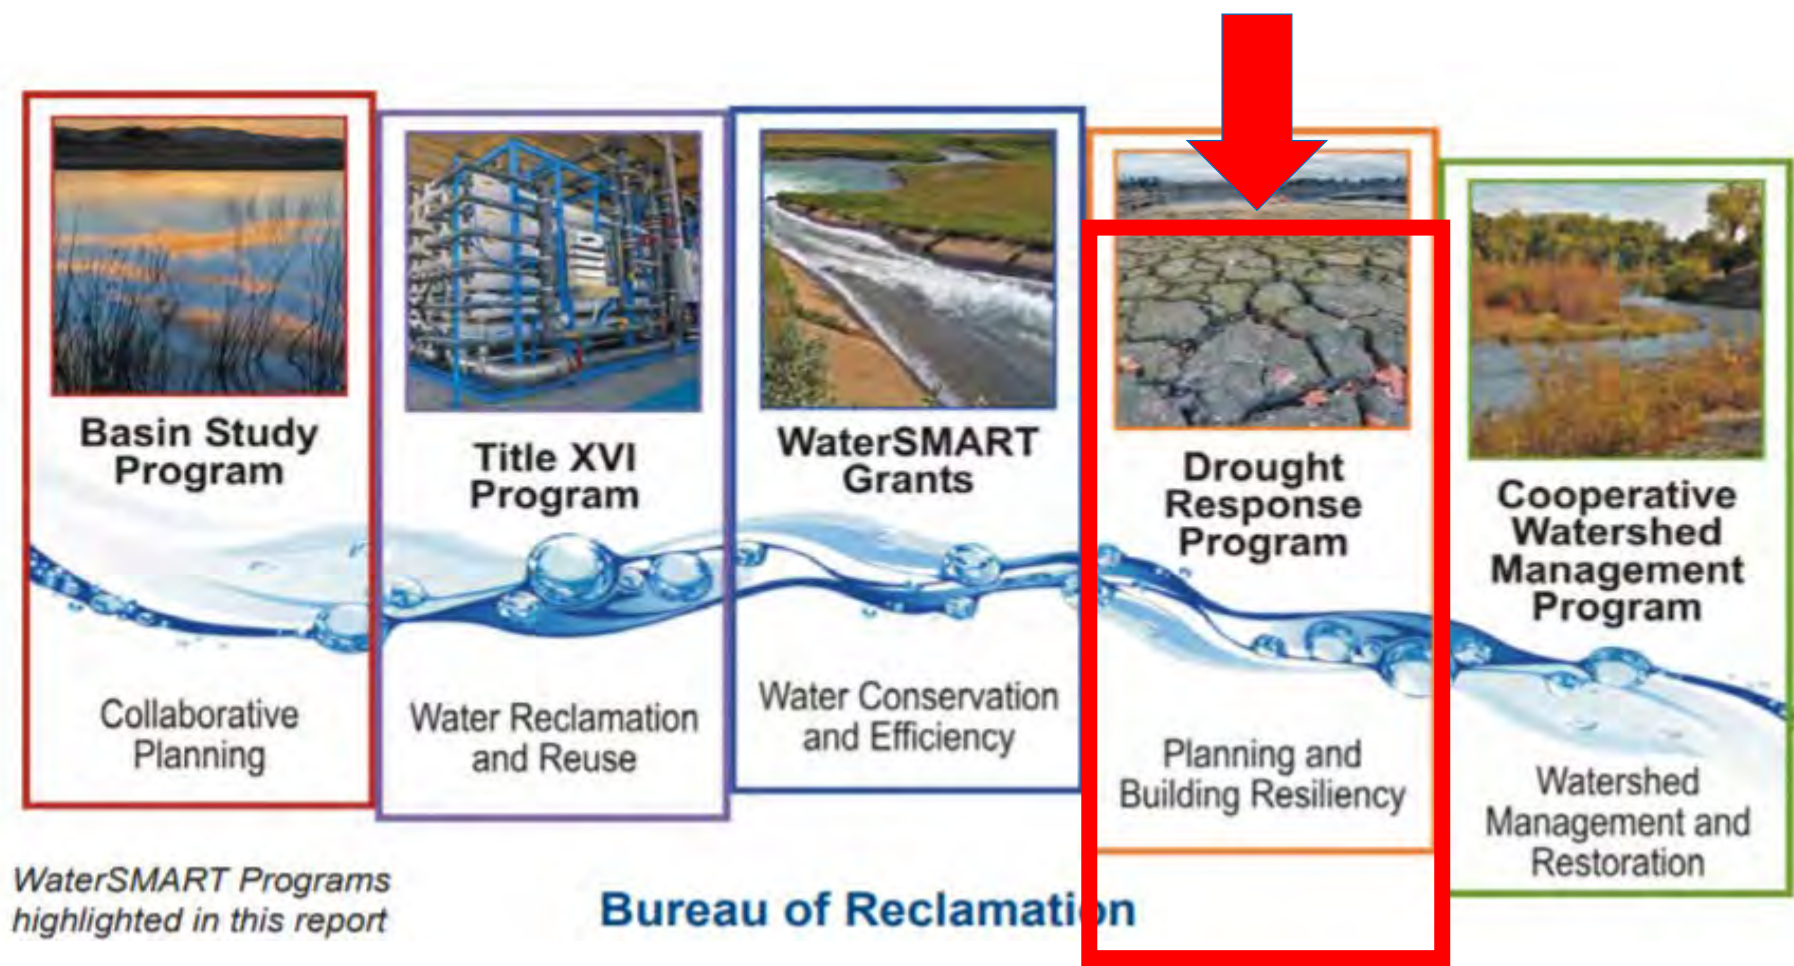 Basin Study
Program
Collaborative
Planning
Title XVI
Program
Water Reclamation
and Reuse
WaterSMART
Grants
Water Conservation
and Efficiency
Drought
Response
Program
Planning and
Building Resiliency
Cooperative
Watershed
Management
Program
Watershed
Management and
Restoration
WaterSMART Programs
highlighted in this report
Bureau of Reclamation